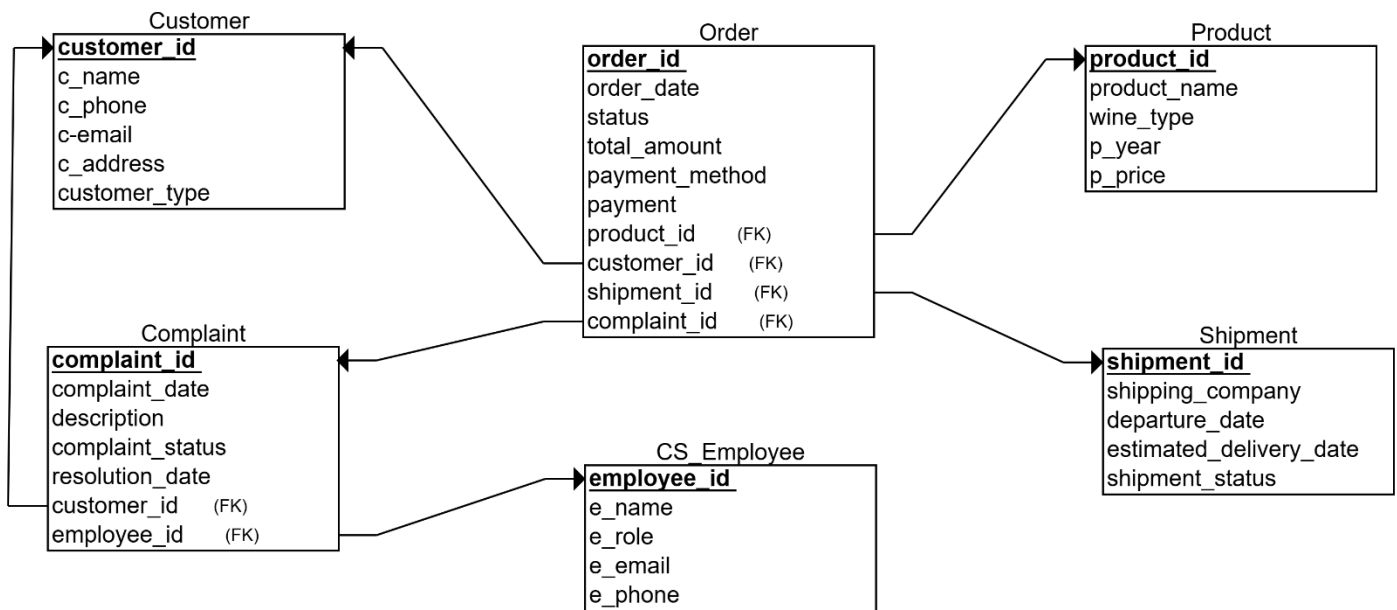 Customer
customer_id
c_name
c_phone
c-email
c_address
customer_type
Order
order_id
order_date
status
total_amount
payment_method
payment
product_id (FK)
customer_id (FK)
shipment_id (FK)
complaint_id (FK)
Product
product_id
product_name
wine_type
p_year
p_price
Complaint
complaint_id
complaint_date
description
complaint_status
resolution_date
customer_id (FK)
employee_id (FK)
CS_Employee
employee_id
e_name
e_role
e_email
e_phone
Shipment
shipment_id
shipping_company
departure_date
estimated_delivery_date
shipment_status